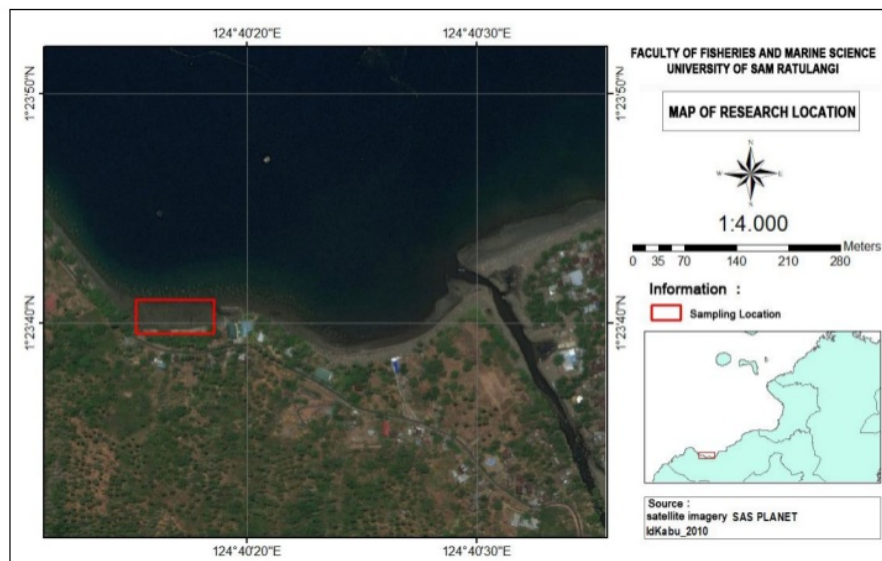 124°40'20"E
124°40'30"E
1°23'50"N
1°23'50"N
1°23'40"N
1°23'40"N
124°40'20"E
124°40'30"E
FACULTY OF FISHERIES AND MARINE SCIENCE
UNIVERSITY OF SAM RATULANGI
MAP OF RESEARCH LOCATION
N
W
E
S
1:4.000
Meters
0 35 70 140 210 280
Information :
Sampling Location
Source :
satellite imagery SAS PLANET
IdKabu_2010